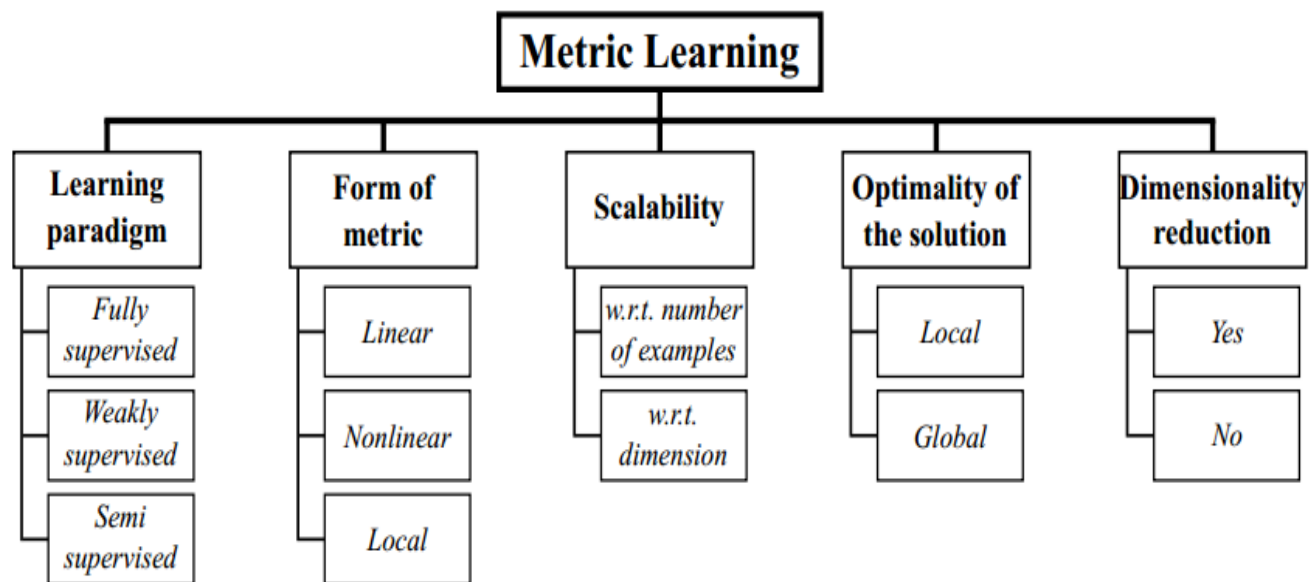 Metric Learning
Learning
paradigm
Fully
supervised
Weakly
supervised
Semi
supervised
Form of
metric
Linear
Nonlinear
Local
Scalability
w.r.t. number
of examples
w.r.t.
dimension
Optimality of
the solution
Local
Global
Dimensionality
reduction
Yes
No